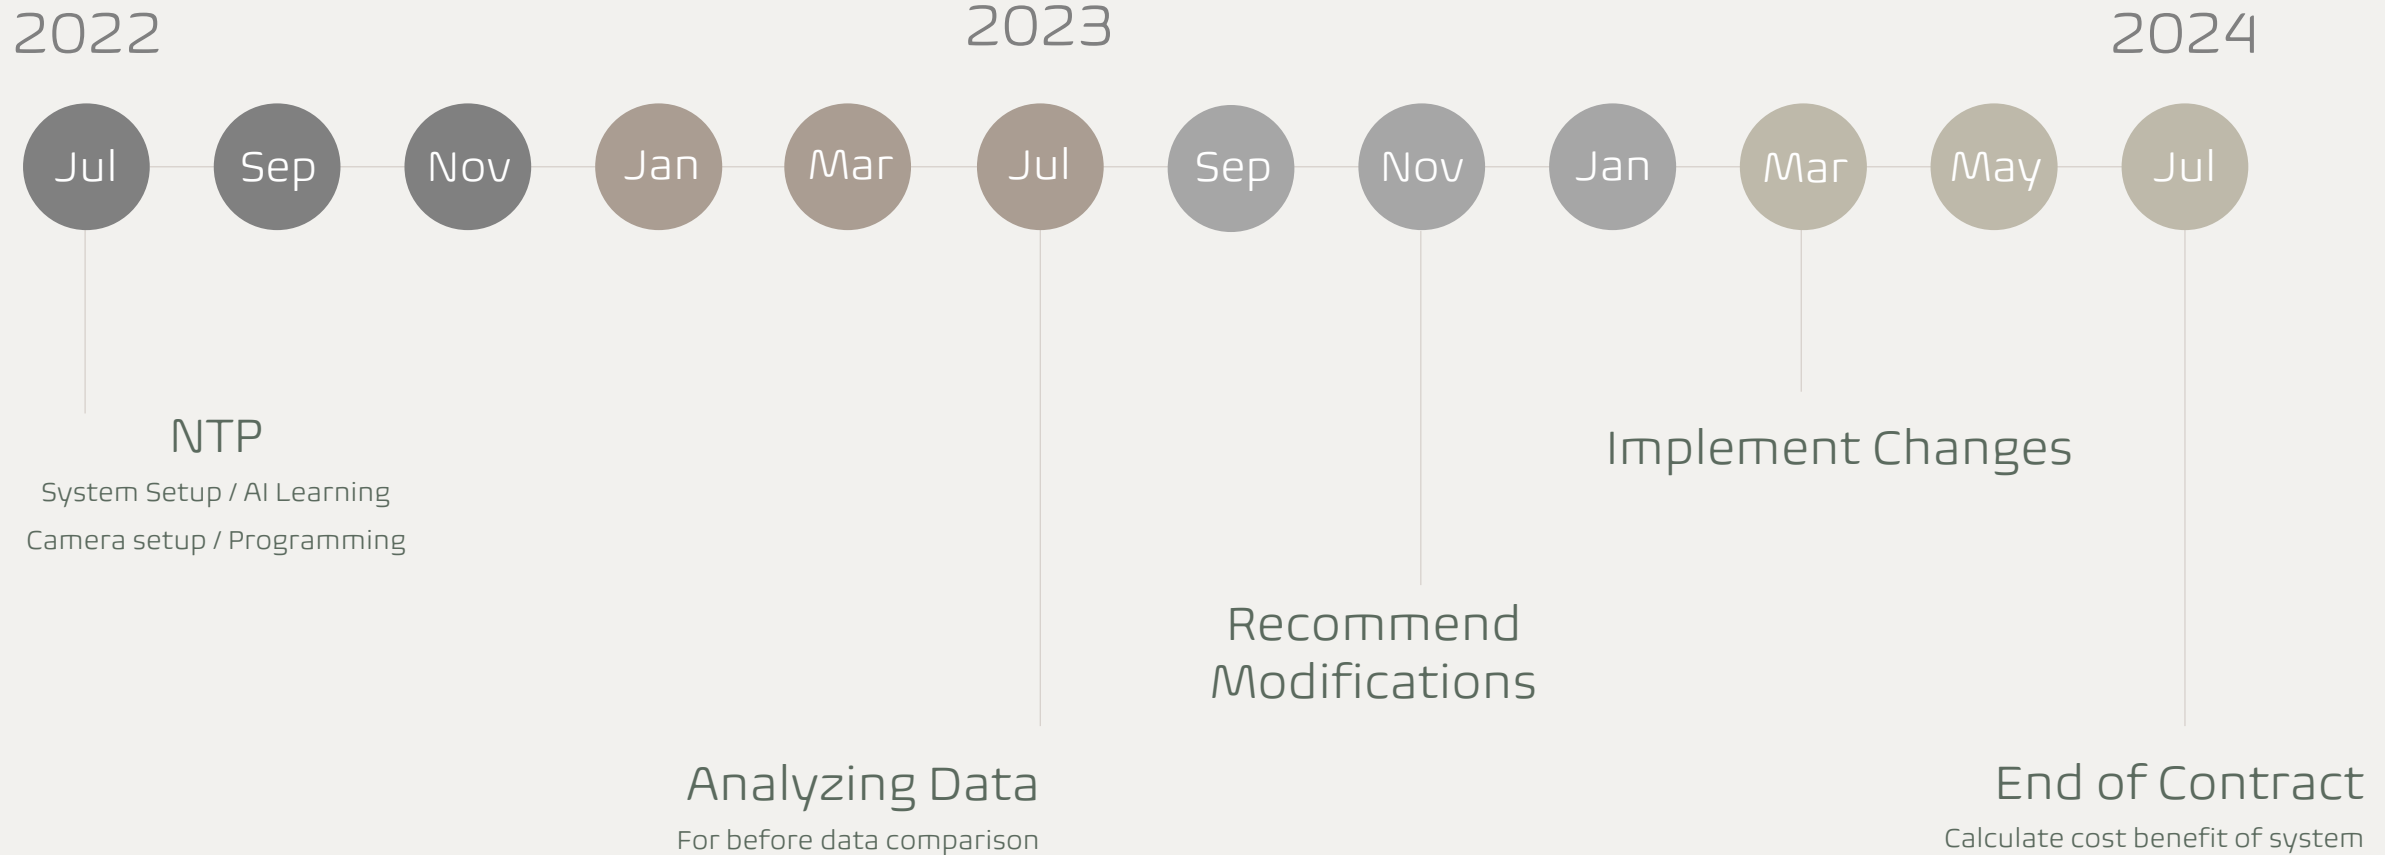 2022
2023
2024
Jul
Sep
Nov
Jan
Mar
Jul
Sep
Nov
Jan
Mar
May
Jul
NTP
System Setup / AI Learning
Camera setup / Programming
Implement Changes
Recommend
Modifications
Analyzing Data
For before data comparison
End of Contract
Calculate cost benefit of system